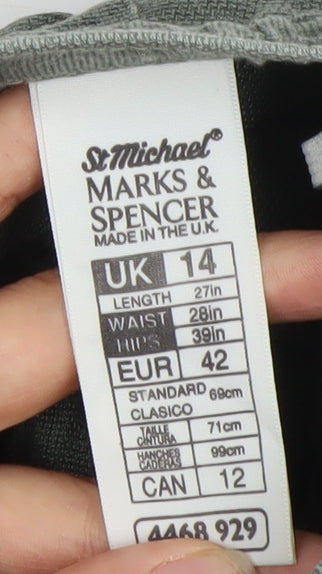 St Michael®
MARKS &
SPENCER
MADE IN THE U.K.
UK 14
LENGTH 27in
WAIST 28in
HIPS 39in
EUR 42
STANDARD 69cm
CLASICO
TAILLE 71cm
CINTURA
HANCHES 99cm
CADERAS
CAN 12
4468 929